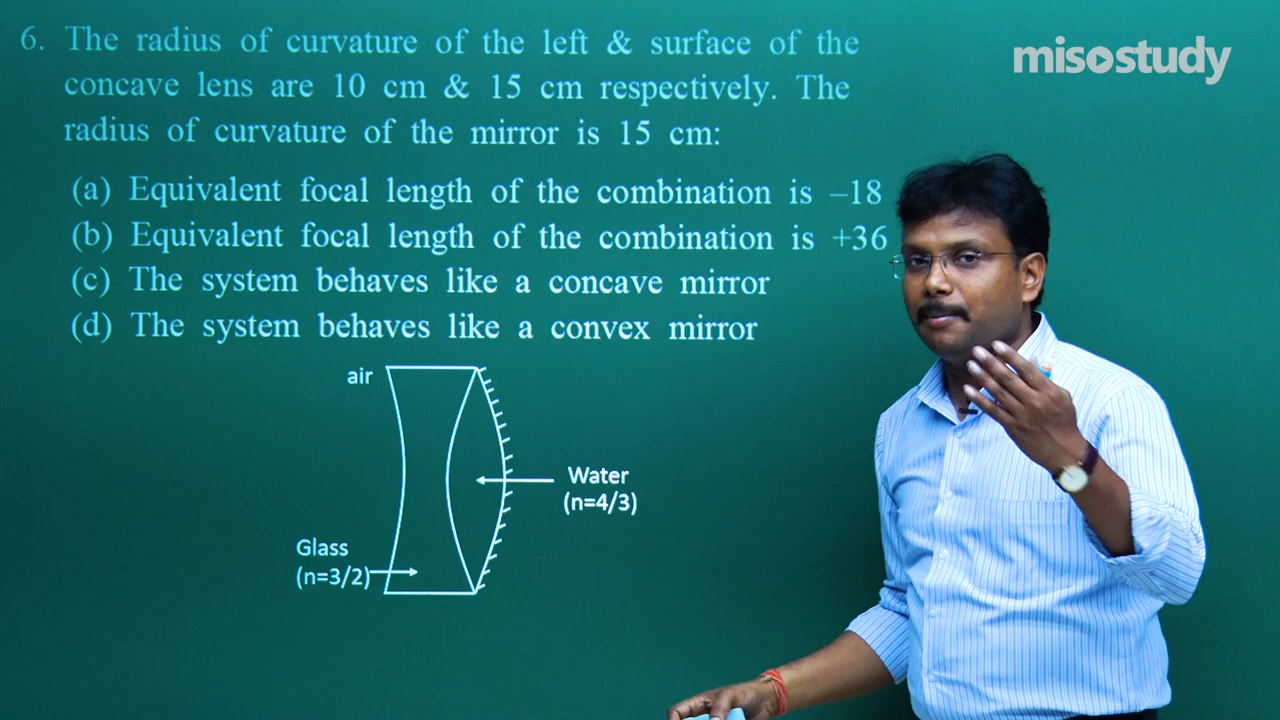 6. The radius of curvature of the left & surface of the
concave lens are 10 cm & 15 cm respectively. The
radius of curvature of the mirror is 15 cm:
(a) Equivalent focal length of the combination is –18
(b) Equivalent focal length of the combination is +36
(c) The system behaves like a concave mirror
(d) The system behaves like a convex mirror
misostudy
air
Water
(n=4/3)
Glass
(n=3/2)